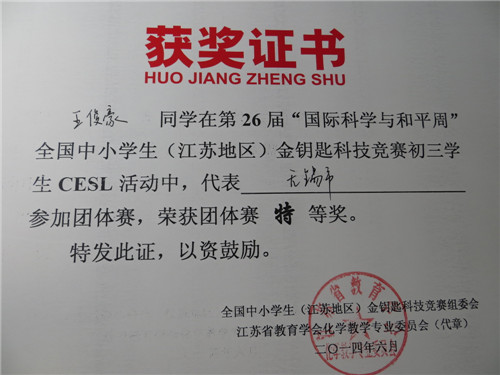 获奖证书
HUO JIANG ZHENG SHU
王俊豪 同学在第 26 届“国际科学与和平周”
全国中小学生（江苏地区）金钥匙科技竞赛初三学
生 CESL 活动中，代表 无锡市
参加团体赛，荣获团体赛 特 等奖。
特发此证，以资鼓励。
全国中小学生（江苏地区）金钥匙科技竞赛组委会
江苏省教育学会化学教学专业委员会（代章）
二〇一四年六月